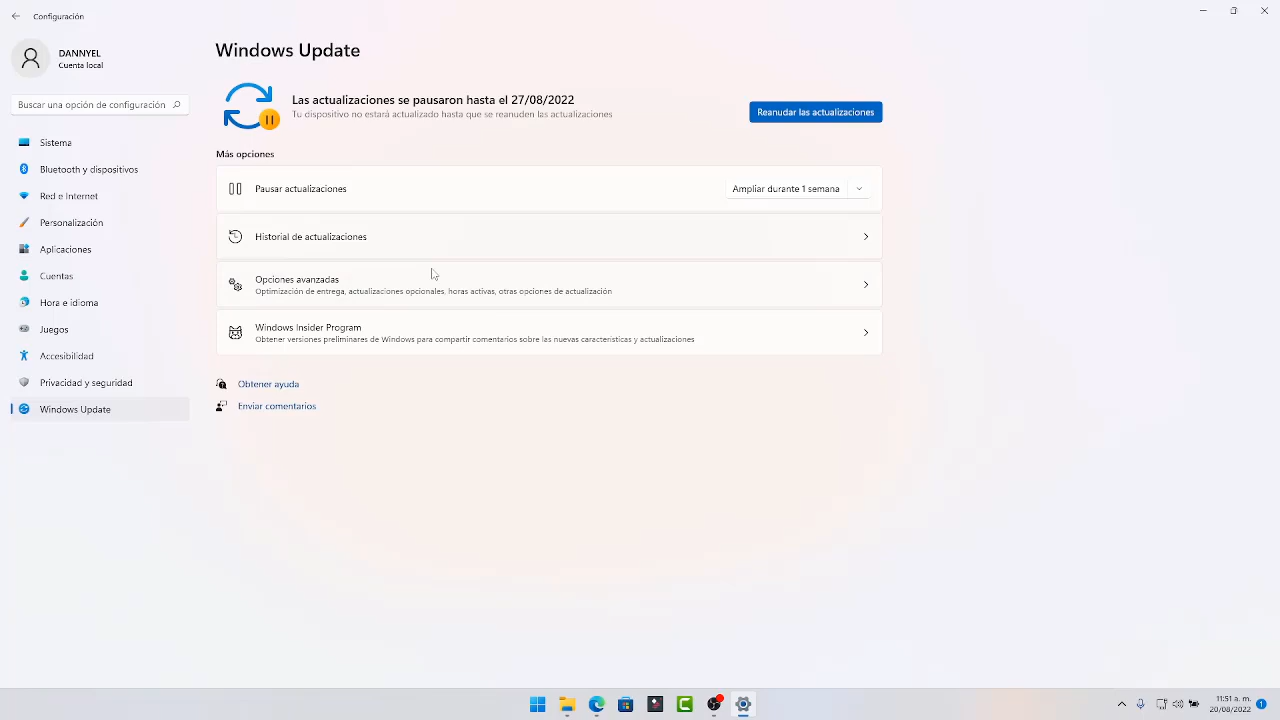 Configuración
DANNYEL
Cuenta local
Buscar una opción de configuración
Sistema
Bluetooth y dispositivos
Red e Internet
Personalización
Aplicaciones
Cuentas
Hora e idioma
Juegos
Accesibilidad
Privacidad y seguridad
Windows Update
Windows Update
Las actualizaciones se pausaron hasta el 27/08/2022
Tu dispositivo no estará actualizado hasta que se reanuden las actualizaciones
Reanudar las actualizaciones
Más opciones
Pausar actualizaciones
Ampliar durante 1 semana
Historial de actualizaciones
Opciones avanzadas
Optimización de entrega, actualizaciones opcionales, horas activas, otras opciones de actualización
Windows Insider Program
Obtener versiones preliminares de Windows para compartir comentarios sobre las nuevas características y actualizaciones
Obtener ayuda
Enviar comentarios
11:51 a. m.
20/08/2022
1